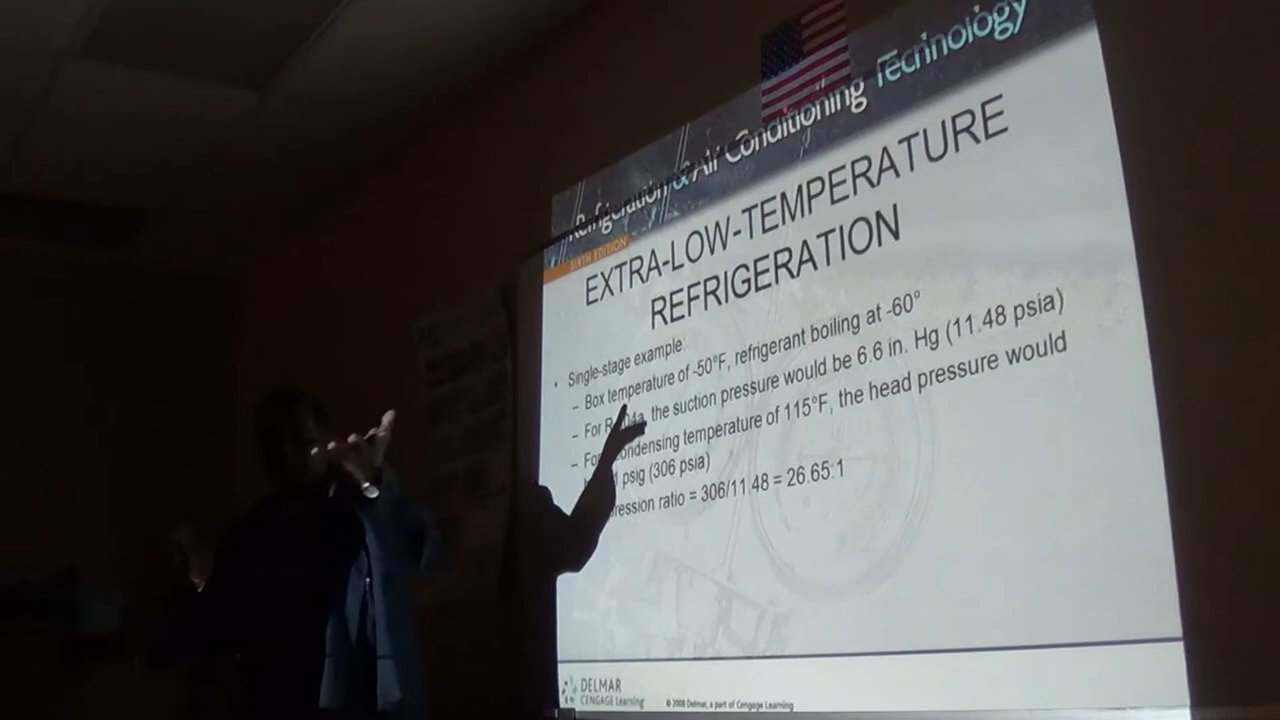 Refrigeration & Air Conditioning Technology
SIXTH EDITION
EXTRA-LOW-TEMPERATURE
REFRIGERATION
• Single-stage example:
– Box temperature of -50°F, refrigerant boiling at -60°
– For R-404a, the suction pressure would be 6.6 in. Hg (11.48 psia)
– For condensing temperature of 115°F, the head pressure would
psig (306 psia)
ression ratio = 306/11.48 = 26.65:1
DELMAR
CENGAGE Learning
© 2008 Delmar, a part of Cengage Learning